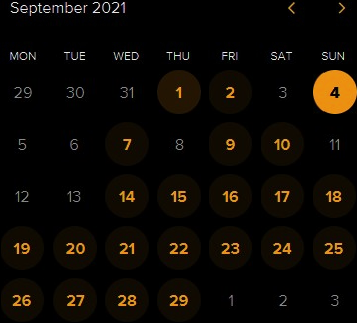 September 2021
MON TUE WED THU FRI SAT SUN
29 30 31 1 2 3 4
5 6 7 8 9 10 11
12 13 14 15 16 17 18
19 20 21 22 23 24 25
26 27 28 29 1 2 3